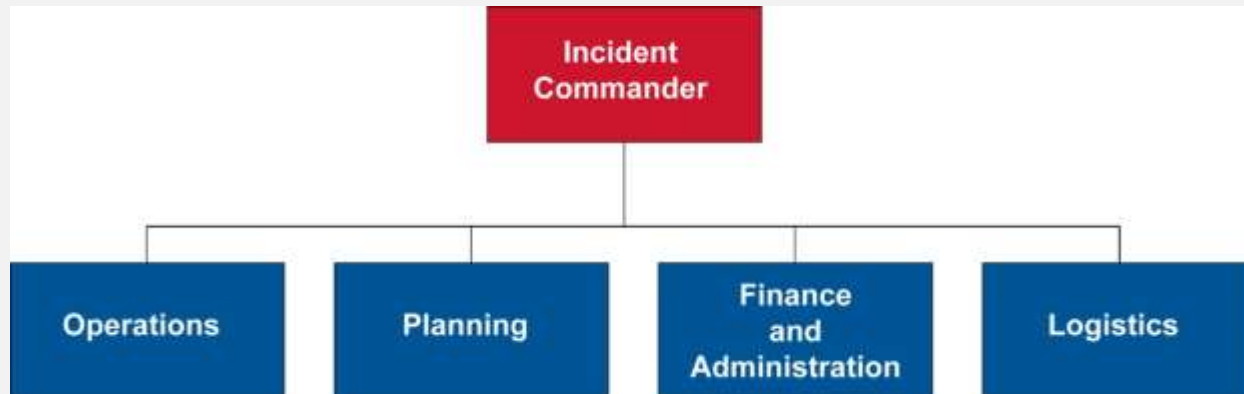 Incident
Commander
Operations
Planning
Finance
and
Administration
Logistics